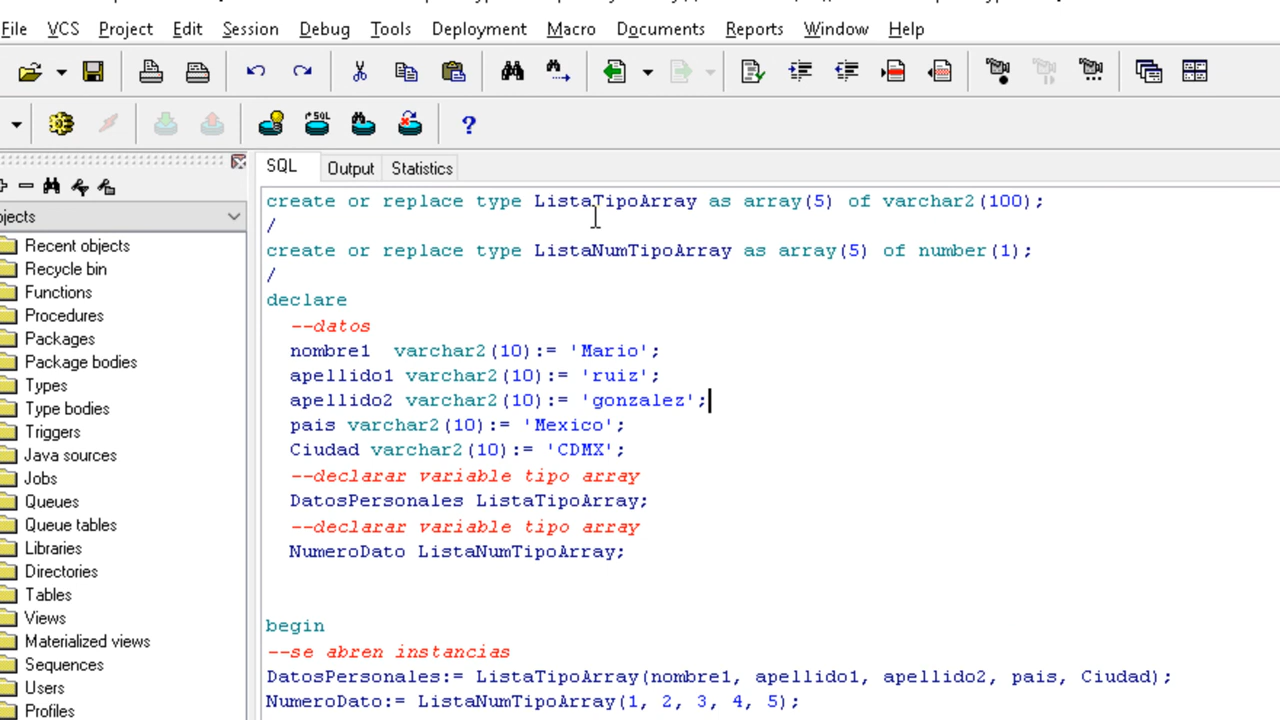 File VCS Project Edit Session Debug Tools Deployment Macro Documents Reports Window Help
SQL
?
SQL Output Statistics
jects
Recent objects
Recycle bin
Functions
Procedures
Packages
Package bodies
Types
Type bodies
Triggers
Java sources
Jobs
Queues
Queue tables
Libraries
Directories
Tables
Views
Materialized views
Sequences
Users
Profiles
create or replace type ListaTipoArray as array(5) of varchar2(100);
/
create or replace type ListaNumTipoArray as array(5) of number(1);
/
declare
--datos
nombre1  varchar2(10):= 'Mario';
apellido1 varchar2(10):= 'ruiz';
apellido2 varchar2(10):= 'gonzalez';
pais varchar2(10):= 'Mexico';
Ciudad varchar2(10):= 'CDMX';
--declarar variable tipo array
DatosPersonales ListaTipoArray;
--declarar variable tipo array
NumeroDato ListaNumTipoArray;
begin
--se abren instancias
DatosPersonales:= ListaTipoArray(nombre1, apellido1, apellido2, pais, Ciudad);
NumeroDato:= ListaNumTipoArray(1, 2, 3, 4, 5);